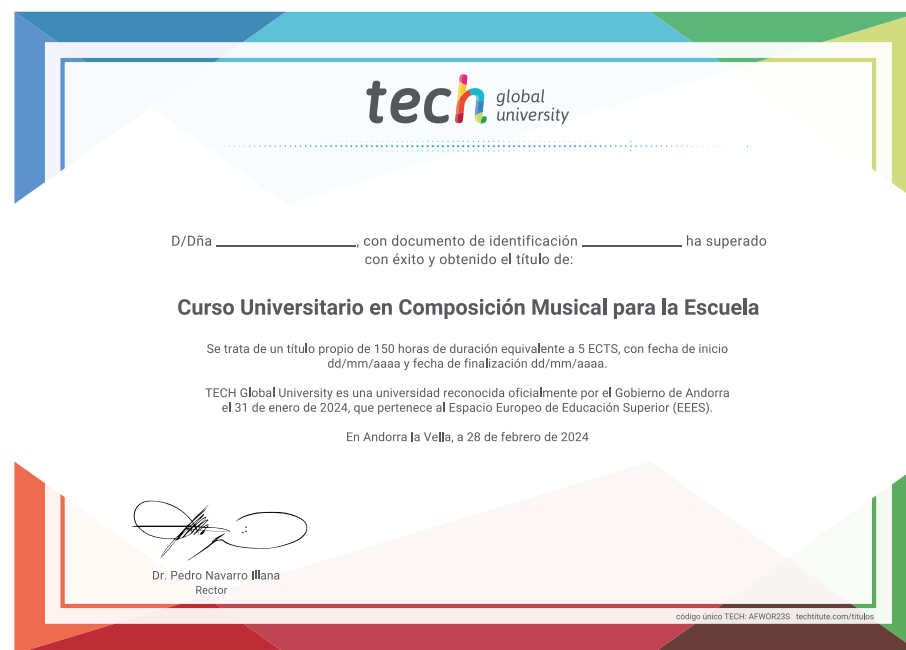 tech global university
D/Dña ______________, con documento de identificación __________ ha superado
con éxito y obtenido el título de:
Curso Universitario en Composición Musical para la Escuela
Se trata de un título propio de 150 horas de duración equivalente a 5 ECTS, con fecha de inicio
dd/mm/aaaa y fecha de finalización dd/mm/aaaa.
TECH Global University es una universidad reconocida oficialmente por el Gobierno de Andorra
el 31 de enero de 2024, que pertenece al Espacio Europeo de Educación Superior (EEES).
En Andorra la Vella, a 28 de febrero de 2024
Dr. Pedro Navarro Illana
Rector
código único TECH: AFWOR23S techtitute.com/titulos